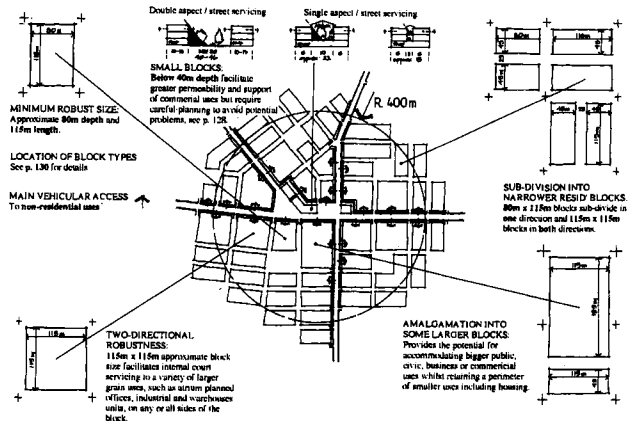 Double aspect / street servicing
Single aspect / street servicing
SMALL BLOCKS:
Below 40m depth facilitate
greater permeability and support
of commerial uses but require
careful planning to avoid potential
problems, see p. 128.
R. 400m
MINIMUM ROBUST SIZE:
Approximate 80m depth and
115m length.
LOCATION OF BLOCK TYPES
See p. 130 for details
MAIN VEHICULAR ACCESS
To non-residential uses
SUB-DIVISION INTO
NARROWER RESID' BLOCKS:
80m x 115m blocks sub-divide in
one direction and 115m x 115m
blocks in both directions.
TWO-DIRECTIONAL
ROBUSTNESS:
115m x 115m approximate block
size facilitates internal court
servicing to a variety of larger
grain uses, such as atrium planned
offices, industrial and warehouses
units, on any or all sides of the
block.
AMALGAMATION INTO
SOME LARGER BLOCKS:
Provides the potential for
accommodating bigger public,
civic, business or commerical
uses whilst retaining a perimeter
of smaller uses including housing.